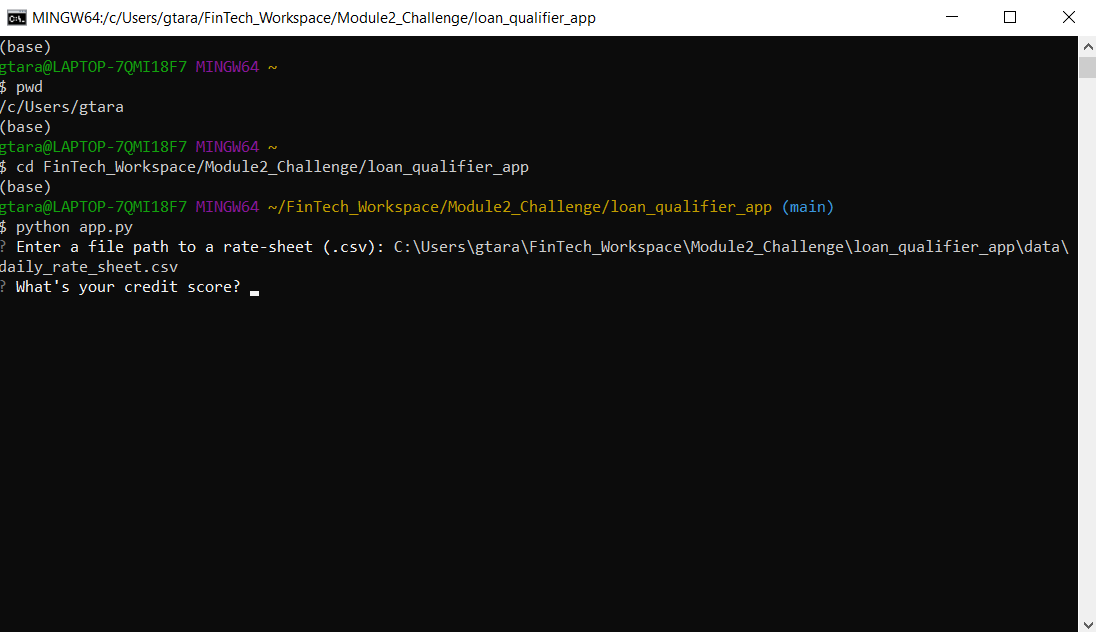 MINGW64:/c/Users/gtara/FinTech_Workspace/Module2_Challenge/loan_qualifier_app
(base)
gtara@LAPTOP-7QMI18F7 MINGW64 ~
$ pwd
/c/Users/gtara
(base)
gtara@LAPTOP-7QMI18F7 MINGW64 ~
$ cd FinTech_Workspace/Module2_Challenge/loan_qualifier_app
(base)
gtara@LAPTOP-7QMI18F7 MINGW64 ~/FinTech_Workspace/Module2_Challenge/loan_qualifier_app (main)
$ python app.py
? Enter a file path to a rate-sheet (.csv): C:\Users\gtara\FinTech_Workspace\Module2_Challenge\loan_qualifier_app\data\
daily_rate_sheet.csv
? What's your credit score?